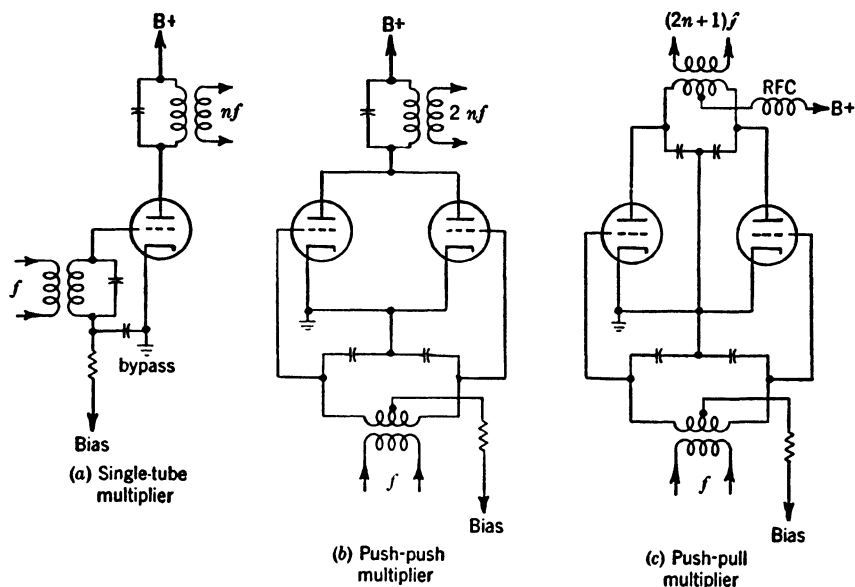 B+
nf
f
bypass
Bias
(a) Single-tube
multiplier
B+
2 nf
f
Bias
(b) Push-push
multiplier
(2n + 1)f
RFC
B+
f
Bias
(c) Push-pull
multiplier